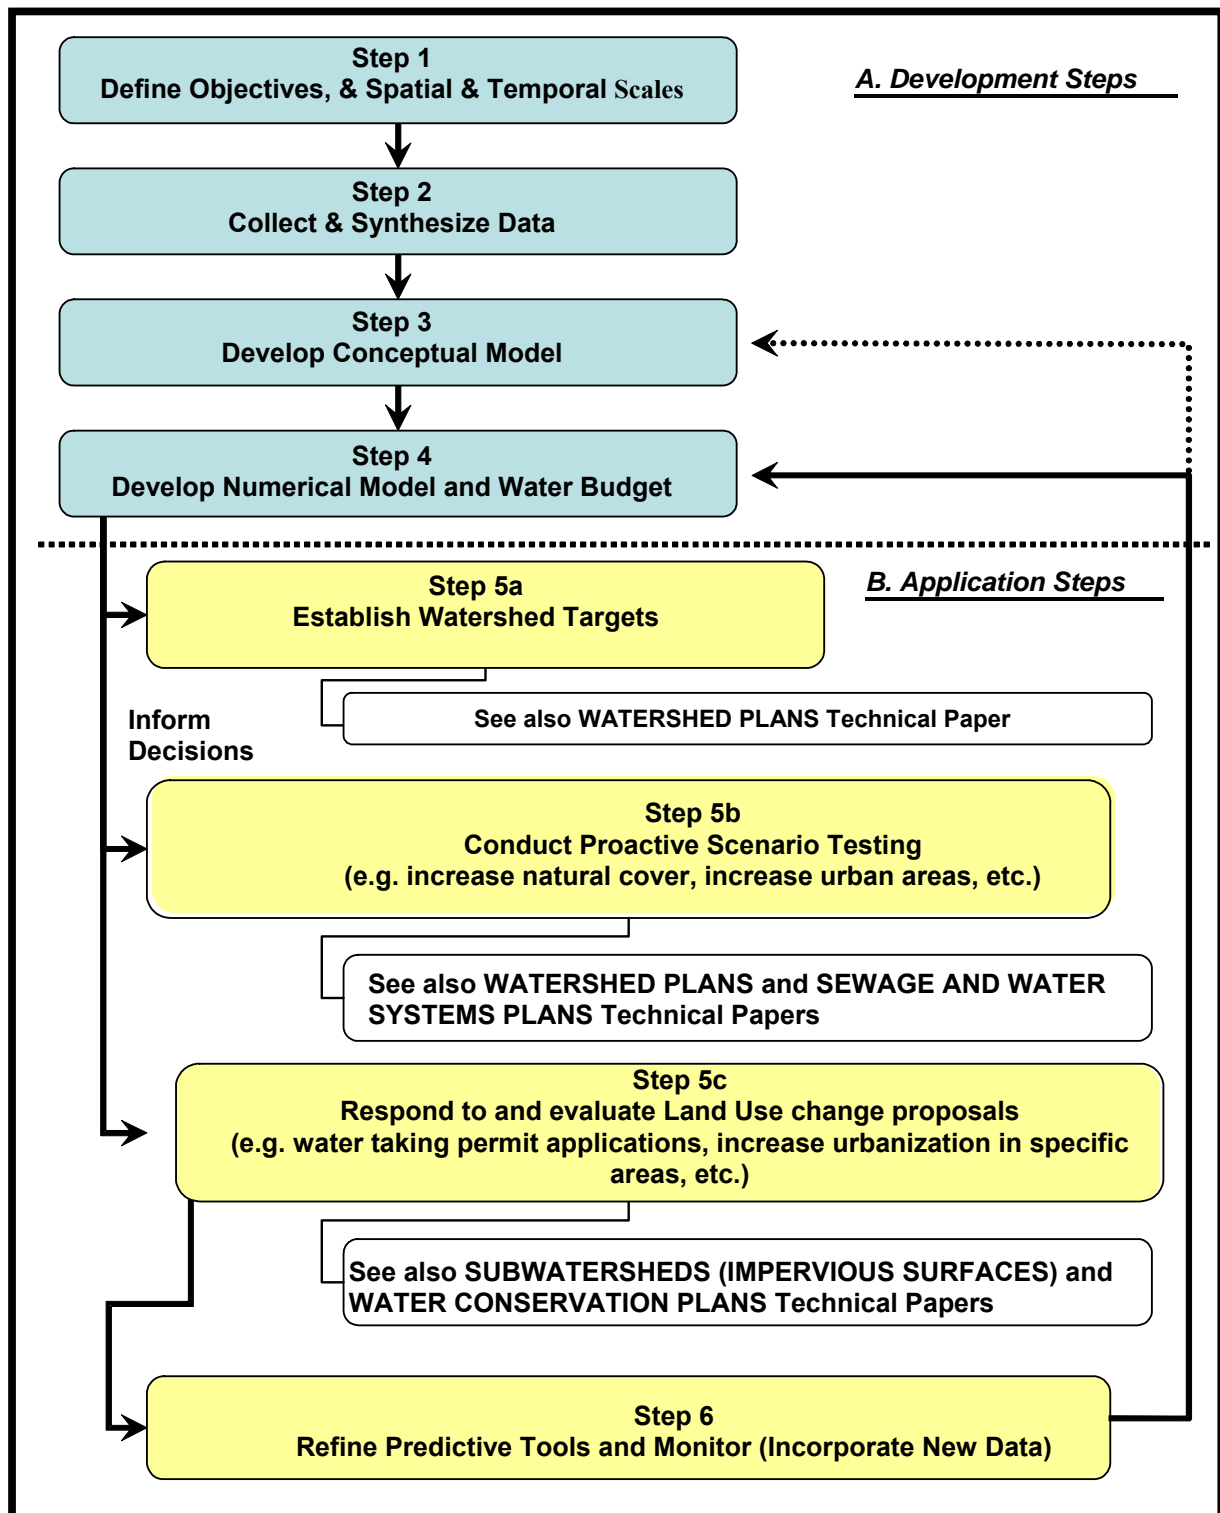 Step 1
Define Objectives, & Spatial & Temporal Scales
A. Development Steps
Step 2
Collect & Synthesize Data
Step 3
Develop Conceptual Model
Step 4
Develop Numerical Model and Water Budget
B. Application Steps
Step 5a
Establish Watershed Targets
See also WATERSHED PLANS Technical Paper
Inform
Decisions
Step 5b
Conduct Proactive Scenario Testing
(e.g. increase natural cover, increase urban areas, etc.)
See also WATERSHED PLANS and SEWAGE AND WATER
SYSTEMS PLANS Technical Papers
Step 5c
Respond to and evaluate Land Use change proposals
(e.g. water taking permit applications, increase urbanization in specific
areas, etc.)
See also SUBWATERSHEDS (IMPERVIOUS SURFACES) and
WATER CONSERVATION PLANS Technical Papers
Step 6
Refine Predictive Tools and Monitor (Incorporate New Data)